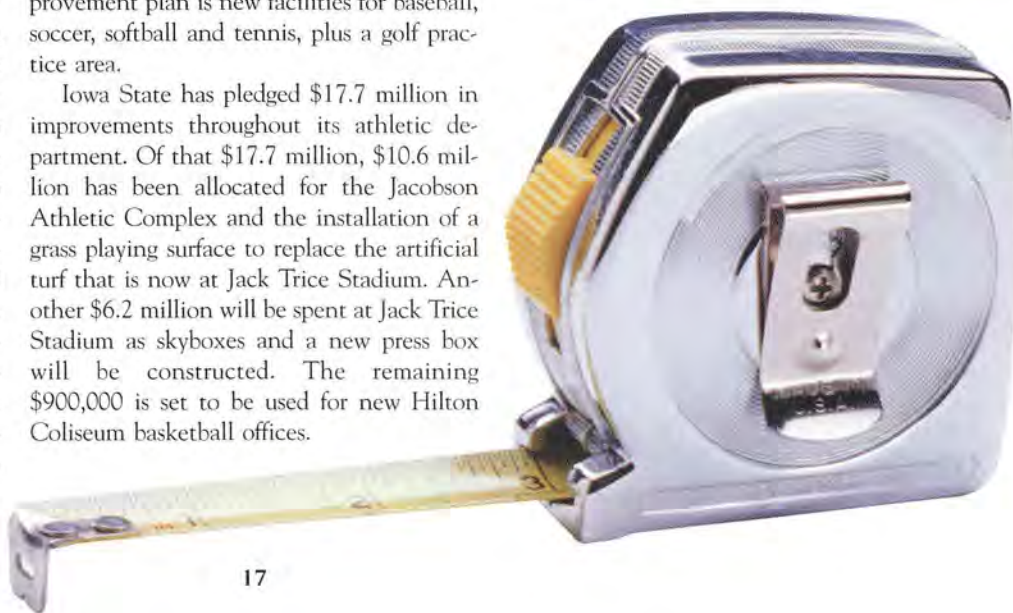 provement plan is new facilities for baseball,
soccer, softball and tennis, plus a golf prac-
tice area.
Iowa State has pledged $17.7 million in
improvements throughout its athletic de-
partment. Of that $17.7 million, $10.6 mil-
lion has been allocated for the Jacobson
Athletic Complex and the installation of a
grass playing surface to replace the artificial
turf that is now at Jack Trice Stadium. An-
other $6.2 million will be spent at Jack Trice
Stadium as skyboxes and a new press box
will be constructed. The remaining
$900,000 is set to be used for new Hilton
Coliseum basketball offices.
U.S.A.
1 2 3
17